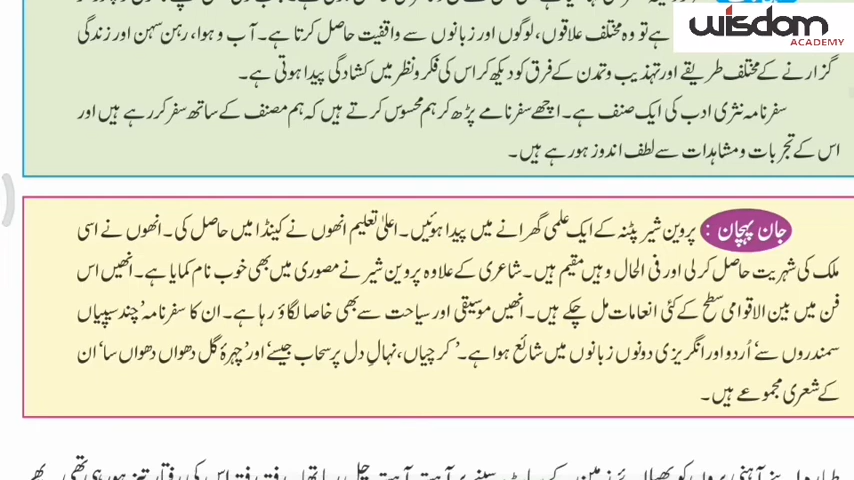 wisdom
ACADEMY
ہے تو وہ مختلف علاقوں، لوگوں اور زبانوں سے واقفیت حاصل کرتا ہے۔ آب و ہوا، رہن سہن اور زندگی
گزارنے کے مختلف طریقے اور تہذیب و تمدن کے فرق کو دیکھ کر اس کی فکر و نظر میں کشادگی پیدا ہوتی ہے۔
سفر نامہ نثری ادب کی ایک صنف ہے۔ اچھے سفر نامے پڑھ کر ہم محسوس کرتے ہیں کہ ہم مصنف کے ساتھ سفر کر رہے ہیں اور
اس کے تجربات و مشاہدات سے لطف اندوز ہو رہے ہیں۔
جان پہچان : پروین شیر پٹنہ کے ایک علمی گھرانے میں پیدا ہوئیں۔ اعلیٰ تعلیم انھوں نے کینڈا میں حاصل کی۔ انھوں نے اسی
ملک کی شہریت حاصل کر لی اور فی الحال وہیں مقیم ہیں۔ شاعری کے علاوہ پروین شیر نے مصوری میں بھی خوب نام کمایا ہے۔ انھیں اس
فن میں بین الاقوامی سطح کے کئی انعامات مل چکے ہیں۔ انھیں موسیقی اور سیاحت سے بھی خاصا لگاؤ رہا ہے۔ ان کا سفر نامہ 'چند سیپیاں
سمندروں سے' اُردو اور انگریزی دونوں زبانوں میں شائع ہوا ہے۔ 'کرچیاں، نہالِ دل پر سحاب جیسے' اور 'چہرۂ گل دھواں دھواں سا' ان
کے شعری مجموعے ہیں۔